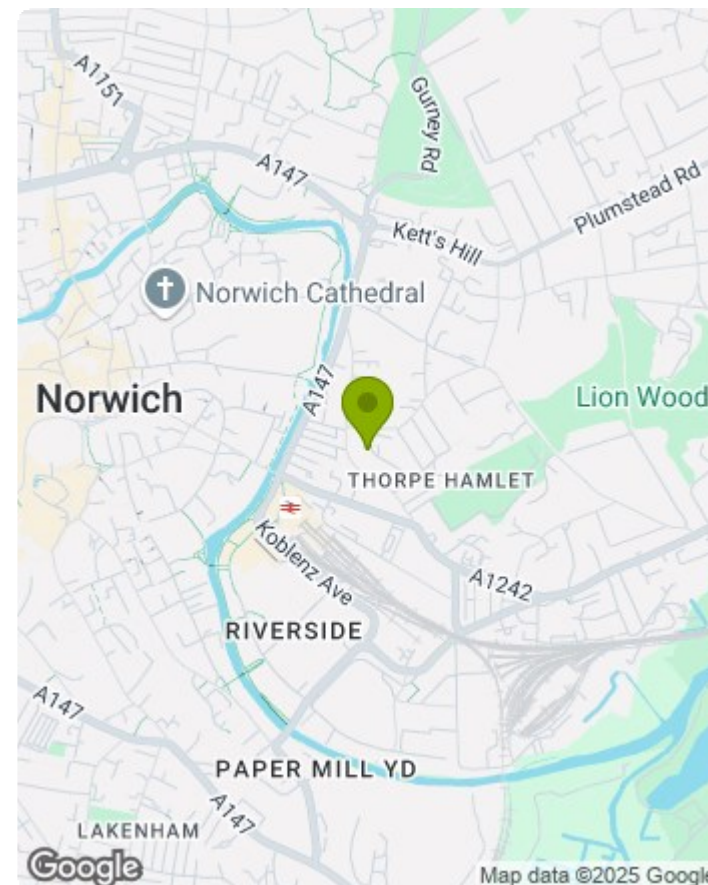 A1151
Gurney Rd
A147
Plumstead Rd
Kett's Hill
Norwich Cathedral
A147
Norwich
Lion Wood
THORPE HAMLET
Koblenz Ave
A1242
RIVERSIDE
A147
PAPER MILL YD
A147
LAKENHAM
Google
Map data ©2025 Google